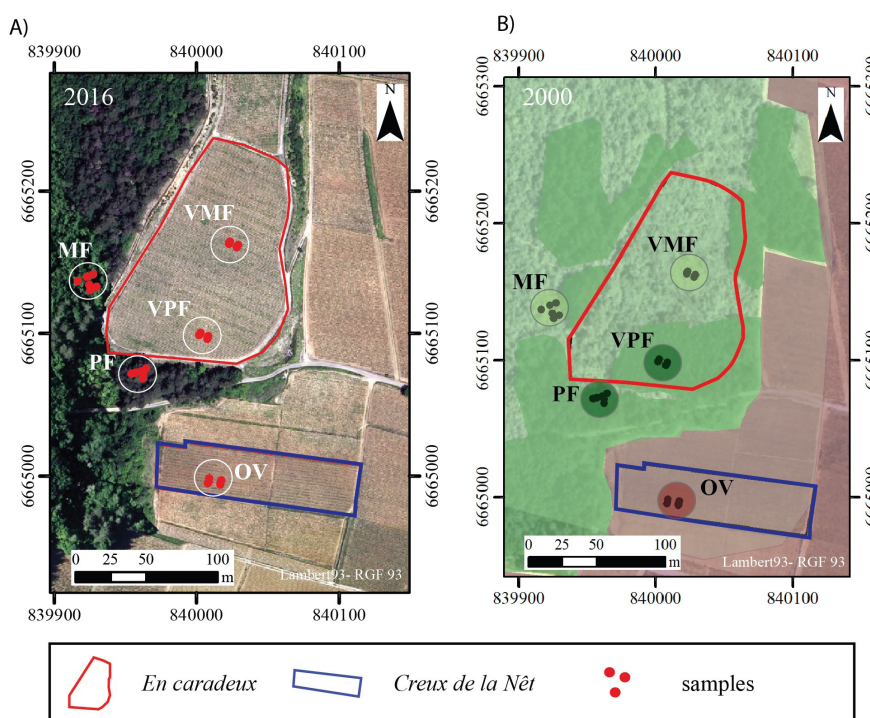 A)
839900 840000 840100
2016
N
6665200
6665100
6665000
VMF
MF
VPF
PF
OV
0 25 50 100
m
Lambert93- RGF 93
839900 840000 840100
B)
839900 840000 840100
2000
N
6665300
6665200
6665100
6665000
VMF
MF
VPF
PF
OV
0 25 50 100
m
Lambert93- RGF 93
839900 840000 840100
6665300
6665200
6665100
6665000
En caradeux
Creux de la Nêt
samples